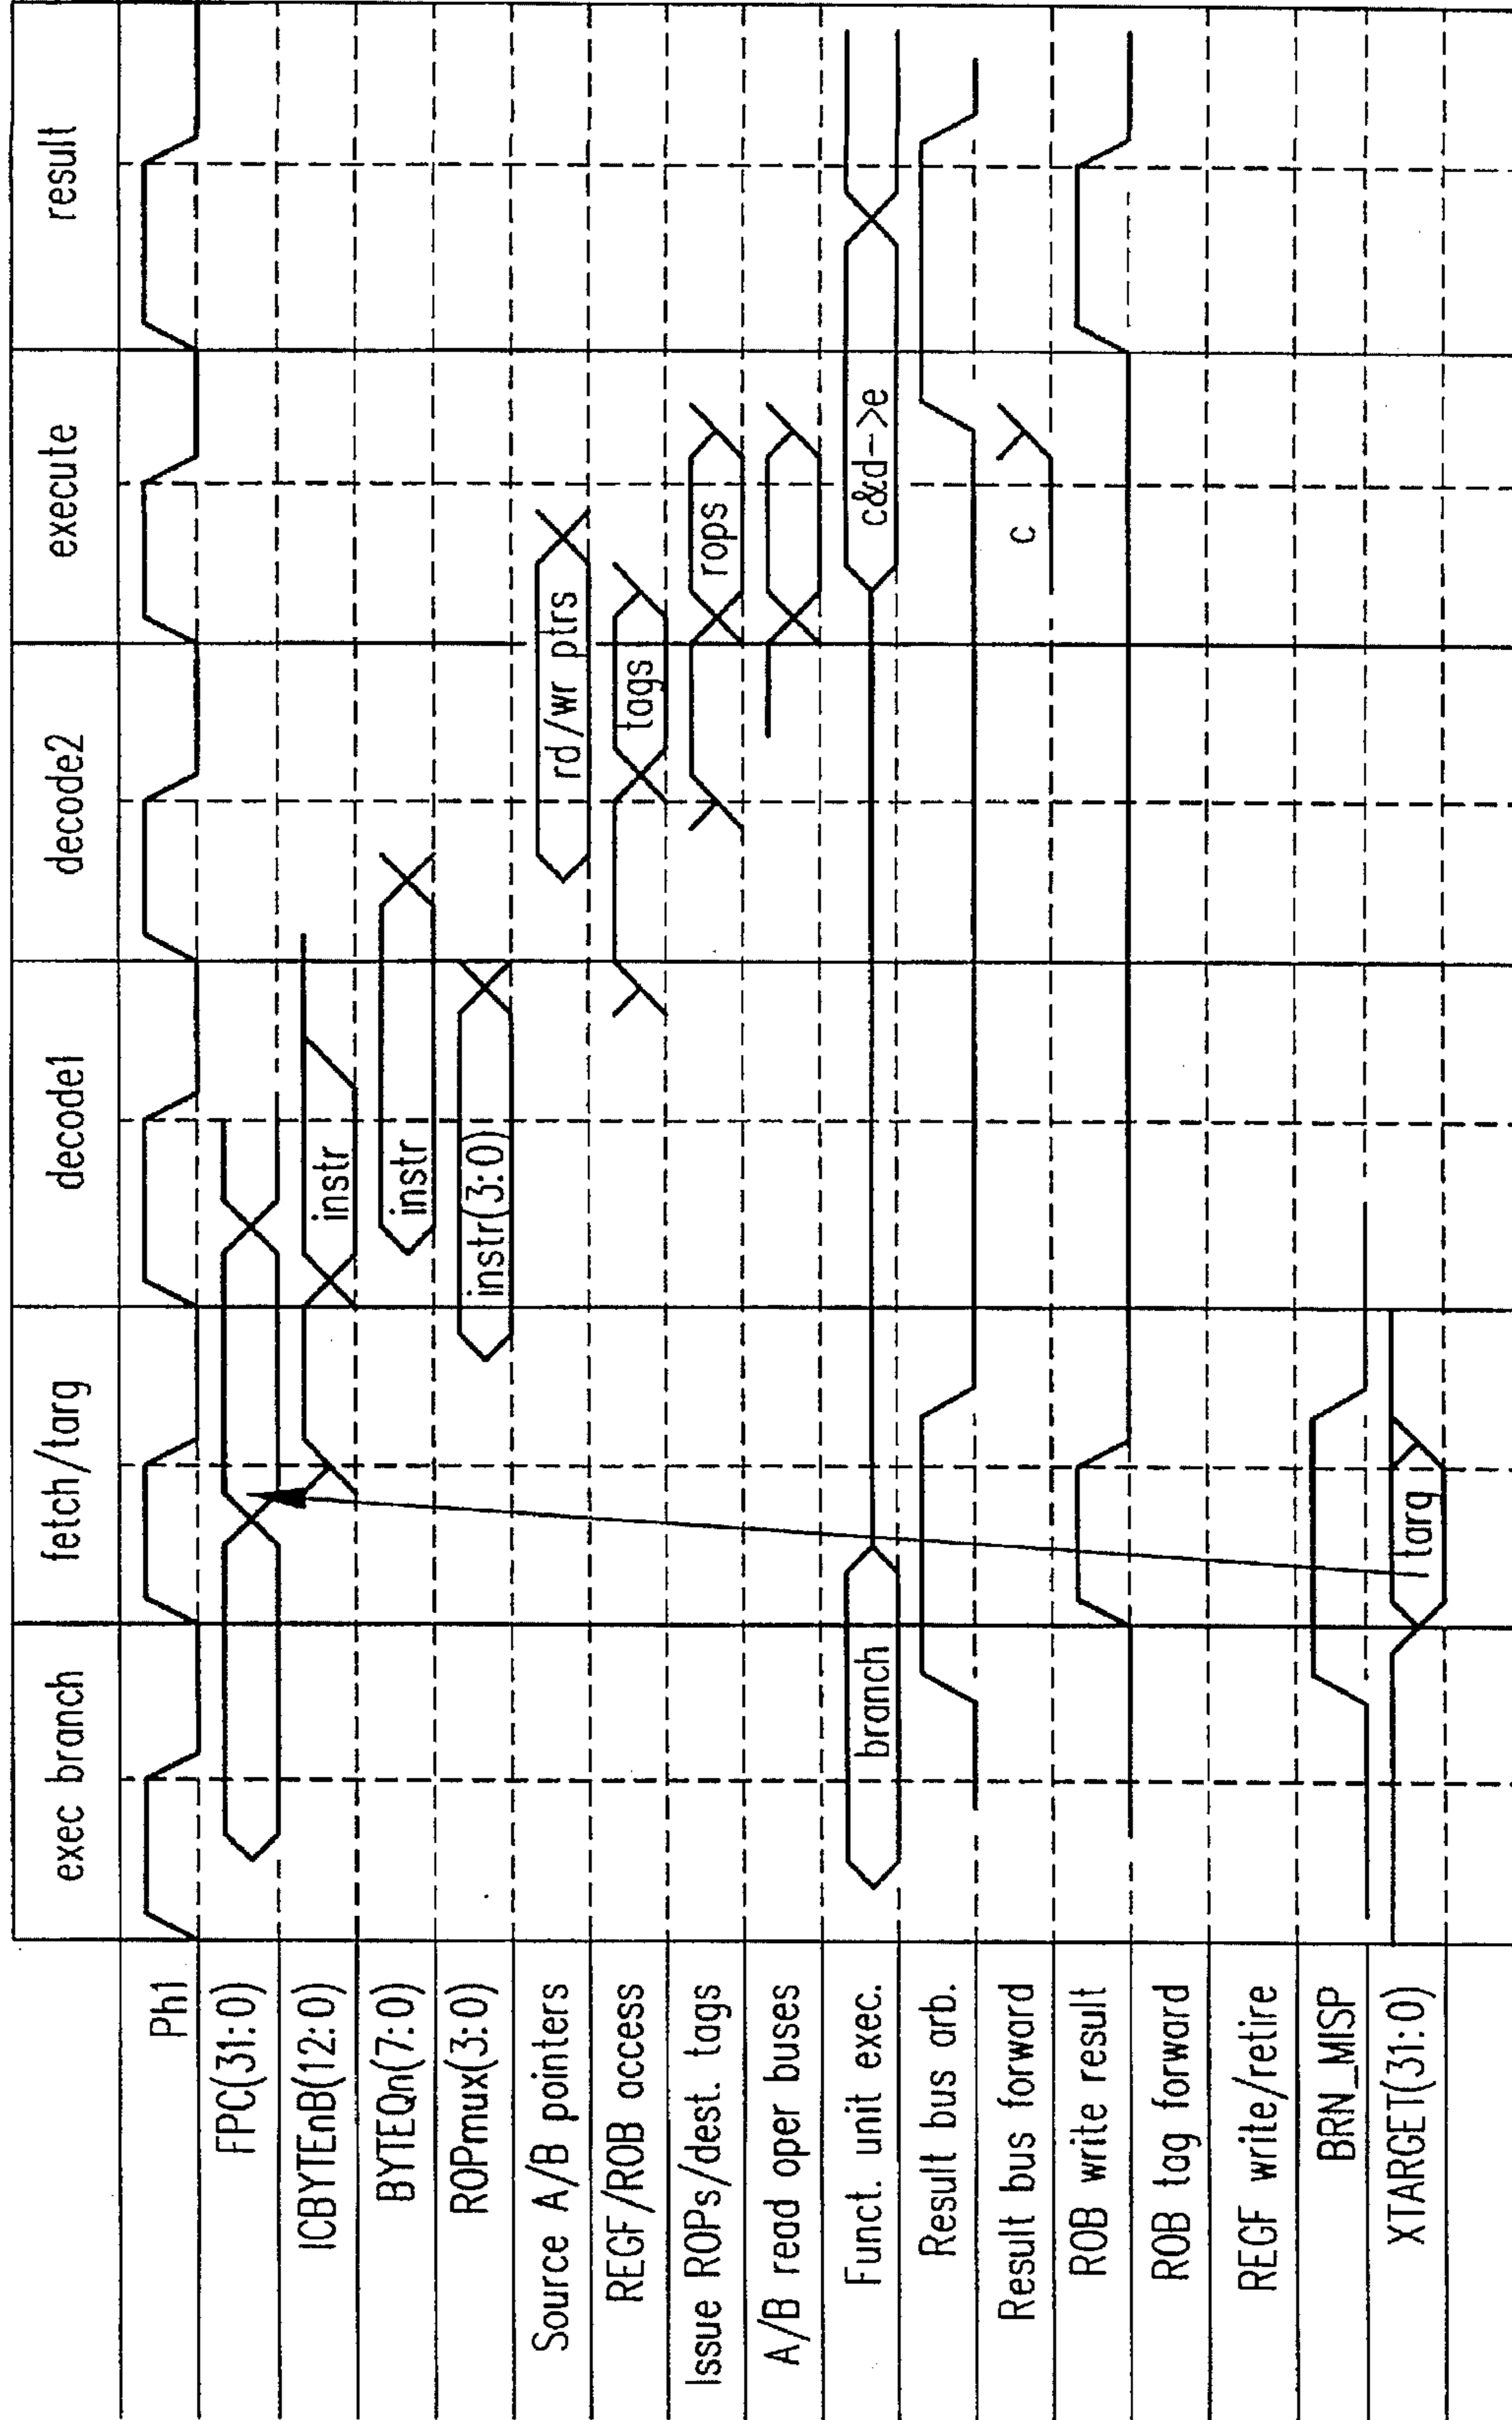 exec branch fetch/targ decode1 decode2 execute result
Ph1
FPC(31:0)
ICBYTEnB(12:0) instr
BYTEQn(7:0) instr
ROPmux(3:0) instr(3:0)
Source A/B pointers rd/wr ptrs
REGF/ROB access tags
Issue ROPs/dest. tags rops
A/B read oper buses
Funct. unit exec. branch c&d->e
Result bus arb.
Result bus forward c
ROB write result
ROB tag forward
REGF write/retire
BRN_MISP
XTARGET(31:0) targ